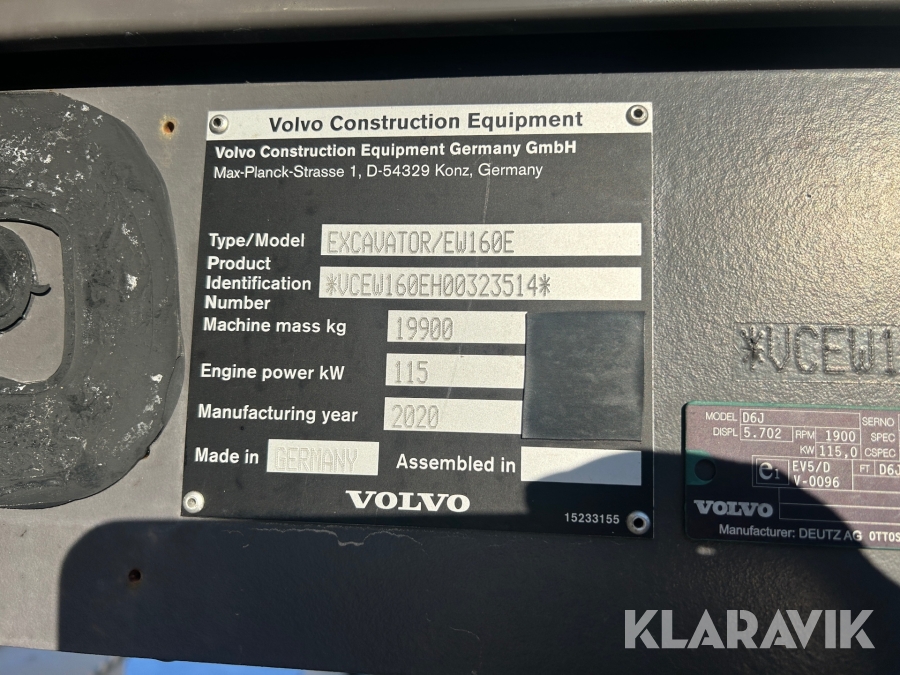 Volvo Construction Equipment
Volvo Construction Equipment Germany GmbH
Max-Planck-Strasse 1, D-54329 Konz, Germany
Type/Model EXCAVATOR/EW160E
Product
Identification *VCEW160EH00323514*
Number
Machine mass kg 19900
Engine power kW 115
Manufacturing year 2020
Made in GERMANY Assembled in
VOLVO
15233155
*VCEW1
MODEL D6J SERNO
DISPL 5.702 RPM 1900 SPEC
KW 115,0 CSPEC
e1 EV5/D FT D6J
V-0096
VOLVO
Manufacturer: DEUTZ AG OTTOS
KLARAVIK